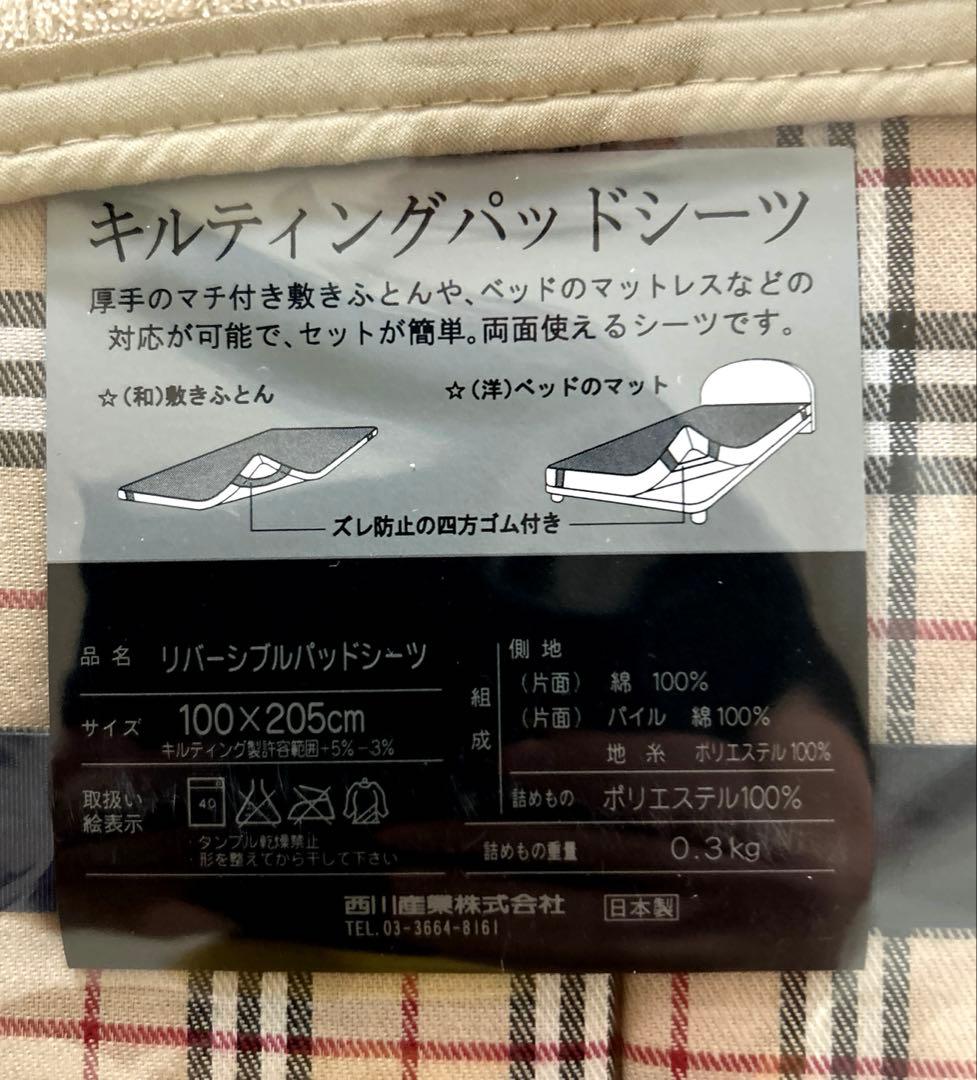 キルティングパッドシーツ
厚手のマチ付き敷きふとんや、ベッドのマットレスなどの
対応が可能で、セットが簡単。両面使えるシーツです。
☆(和)敷きふとん
☆(洋)ベッドのマット
ズレ防止の四方ゴム付き
品名 リバーシブルパッドシーツ
サイズ 100×205cm
キルティング製許容範囲+5%-3%
取扱い
絵表示
40
・タンブル乾燥禁止
・形を整えてから干して下さい
組成
側地
(片面) 綿 100%
(片面) パイル 綿100%
地糸 ポリエステル100%
詰めもの ポリエステル100%
詰めもの重量 0.3kg
西川産業株式会社 日本製
TEL.03-3664-8161